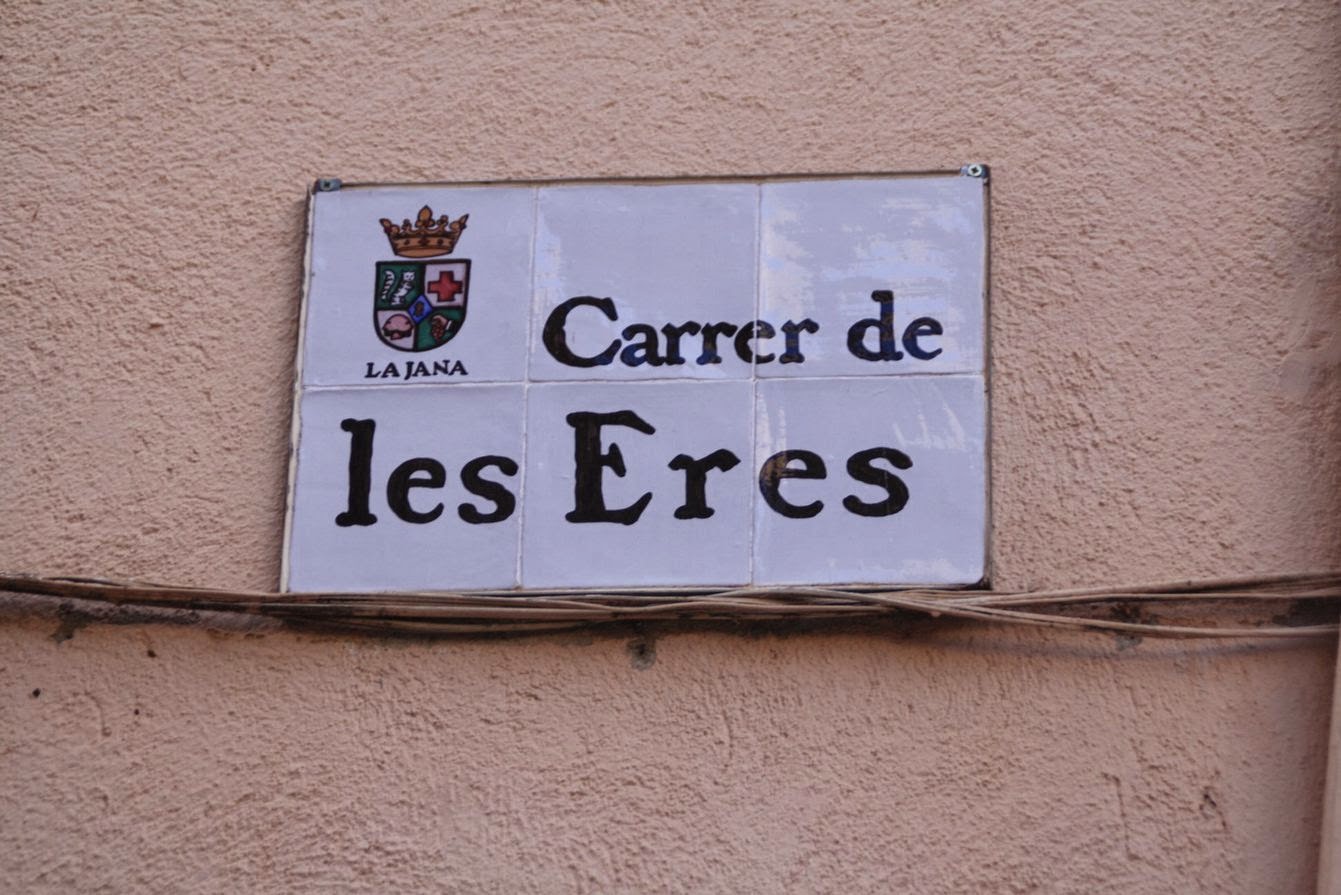 LA JANA
Carrer de
les Eres